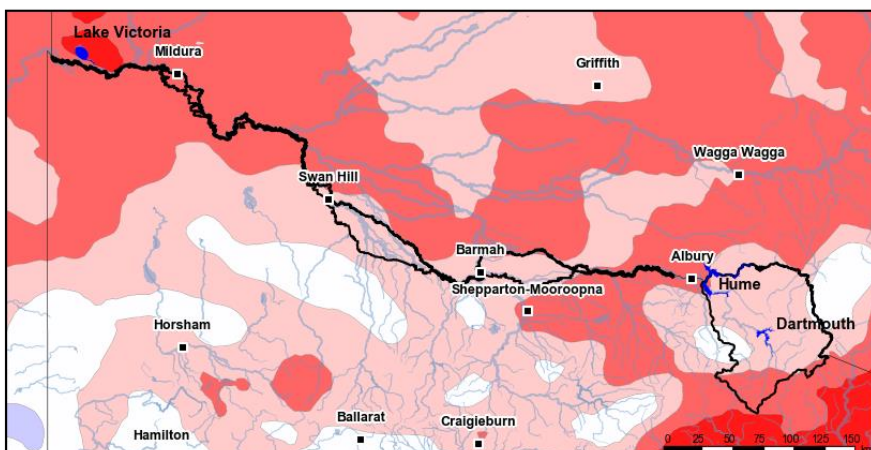 Lake Victoria
Mildura
Griffith
Wagga Wagga
Swan Hill
Barmah
Albury
Hume
Shepparton-Mooroopna
Dartmouth
Horsham
Ballarat
Craigieburn
Hamilton
0 25 50 75 100 125 150